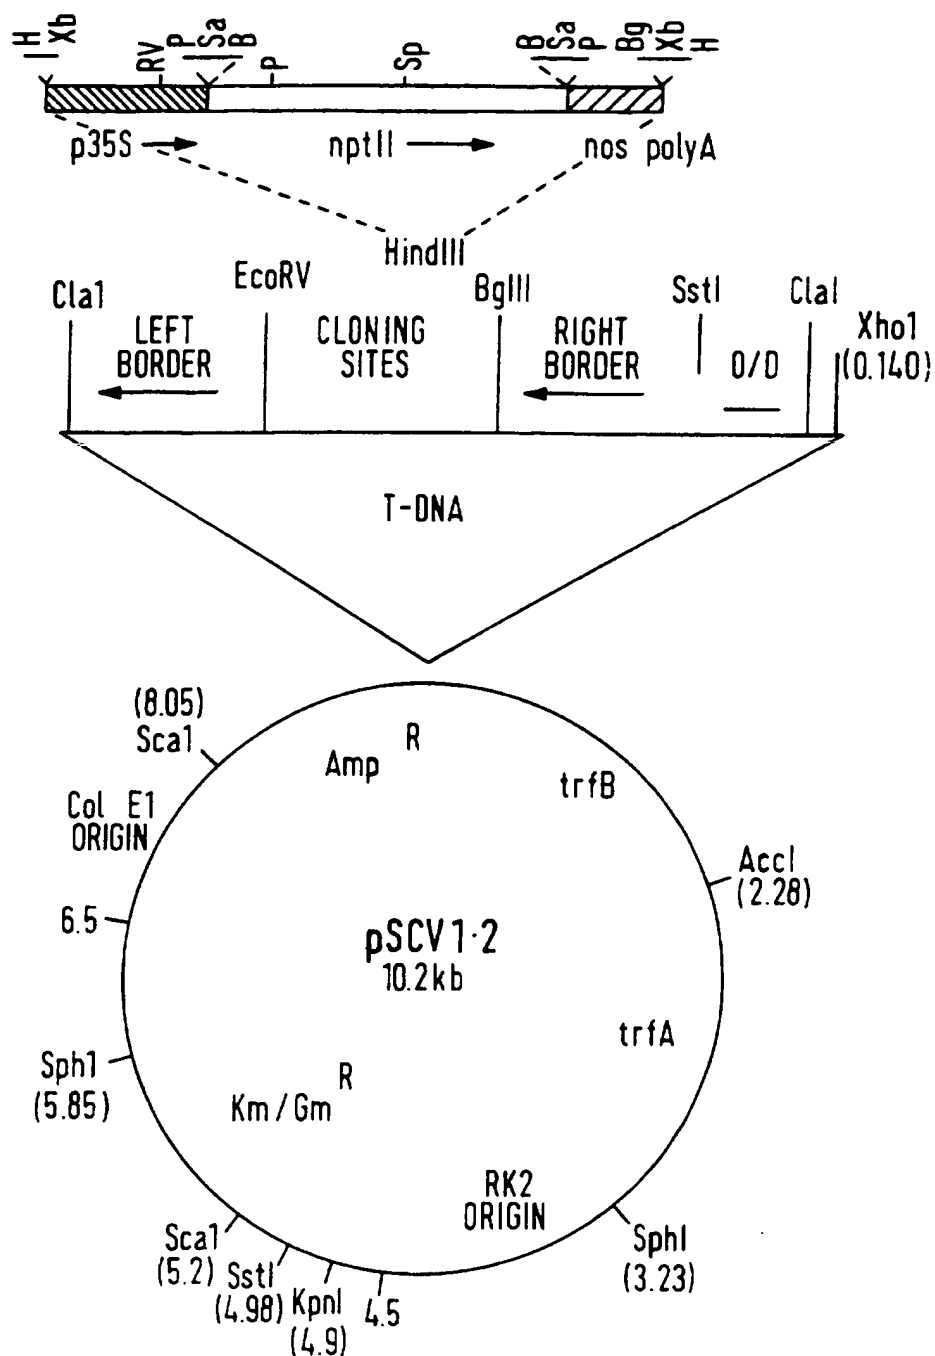 H Xb RV P Sa B P Sp B Sa P Bg Xb H
p35S nptII nos polyA
HindIII
Cla1 EcoRV BglII SstI ClaI Xho1
(0.140)
LEFT
BORDER
CLONING
SITES
RIGHT
BORDER
O/D
T-DNA
(8.05)
Sca1
Amp R
trfB
Col E1
ORIGIN
AccI
(2.28)
6.5
pSCV1·2
10.2kb
trfA
Sph1
(5.85)
Km/Gm R
RK2
ORIGIN
SphI
(3.23)
Sca1
(5.2)
SstI
(4.98)
KpnI
(4.9)
4.5